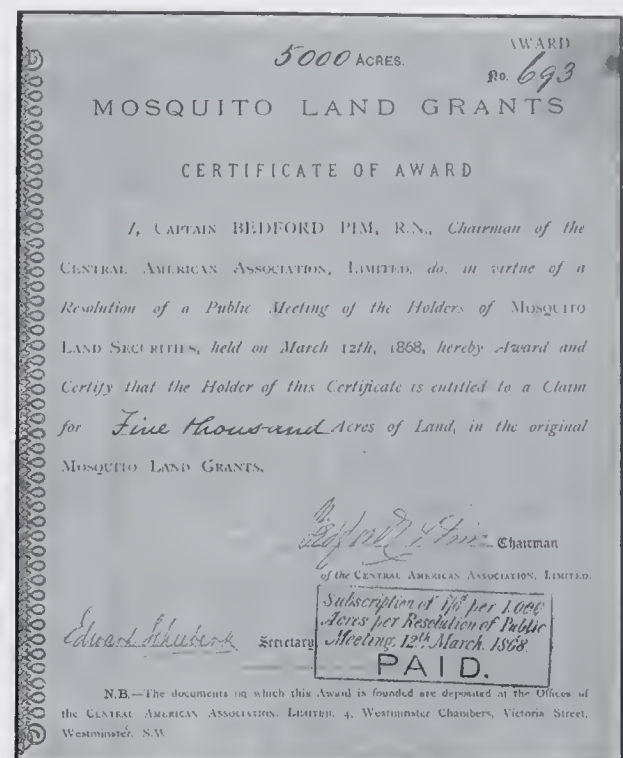 AWARD
5000 ACRES.
No. 693
MOSQUITO LAND GRANTS
CERTIFICATE OF AWARD
I, CAPTAIN BEDFORD PIM, R.N., Chairman of the
CENTRAL AMERICAN ASSOCIATION, LIMITED, do, in virtue of a
Resolution of a Public Meeting of the Holders of MOSQUITO
LAND SECURITIES, held on March 12th, 1868, hereby Award and
Certify that the Holder of this Certificate is entitled to a Claim
for Five thousand Acres of Land, in the original
MOSQUITO LAND GRANTS.
Bedford Pim Chairman
of the CENTRAL AMERICAN ASSOCIATION, LIMITED.
Subscription of per 1,000
Acres per Resolution of Public
Meeting, 12th March, 1868.
PAID.
Edward Secretary
N.B.—The documents on which this Award is founded are deposited at the Offices of
the CENTRAL AMERICAN ASSOCIATION, LIMITED, 4, Westminster Chambers, Victoria Street,
Westminster, S.W.